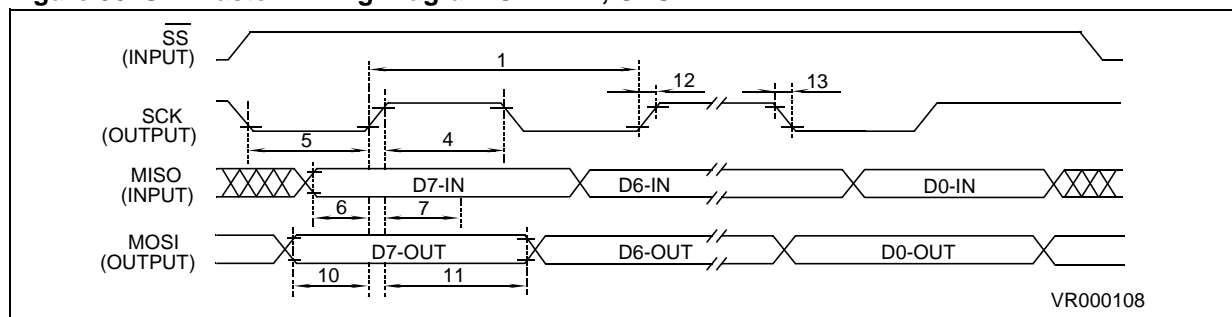 SS
(INPUT)
1
12
13
SCK
(OUTPUT)
5
4
MISO
(INPUT)
D7-IN
D6-IN
D0-IN
6
7
MOSI
(OUTPUT)
D7-OUT
D6-OUT
D0-OUT
10
11
VR000108